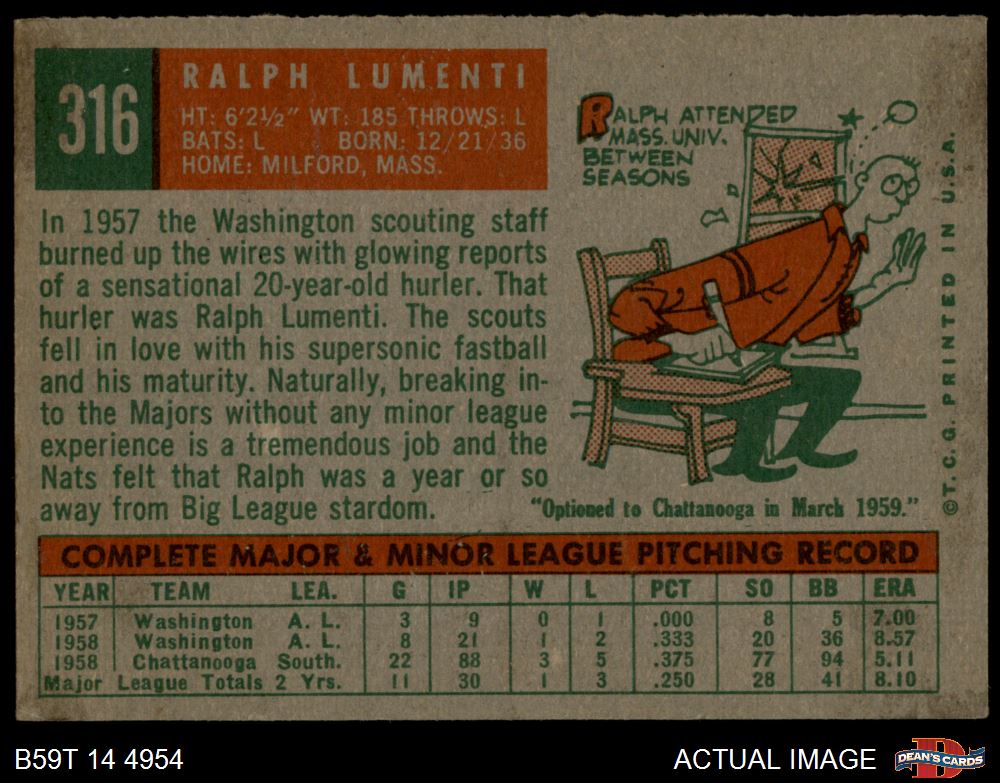 316
RALPH LUMENTI
HT: 6'2½" WT: 185 THROWS: L
BATS: L BORN: 12/21/36
HOME: MILFORD, MASS.
RALPH ATTENDED
MASS. UNIV.
BETWEEN
SEASONS
In 1957 the Washington scouting staff
burned up the wires with glowing reports
of a sensational 20-year-old hurler. That
hurler was Ralph Lumenti. The scouts
fell in love with his supersonic fastball
and his maturity. Naturally, breaking in-
to the Majors without any minor league
experience is a tremendous job and the
Nats felt that Ralph was a year or so
away from Big League stardom.
"Optioned to Chattanooga in March 1959."
©T. C. G. PRINTED IN U.S.A.
COMPLETE MAJOR & MINOR LEAGUE PITCHING RECORD
YEAR TEAM LEA. G IP W L PCT SO BB ERA
1957 Washington A. L. 3 9 0 1 .000 8 5 7.00
1958 Washington A. L. 8 21 1 2 .333 20 36 8.57
1958 Chattanooga South. 22 88 3 5 .375 77 94 5.11
Major League Totals 2 Yrs. 11 30 1 3 .250 28 41 8.10
B59T 14 4954
ACTUAL IMAGE
D
DEAN'S CARDS